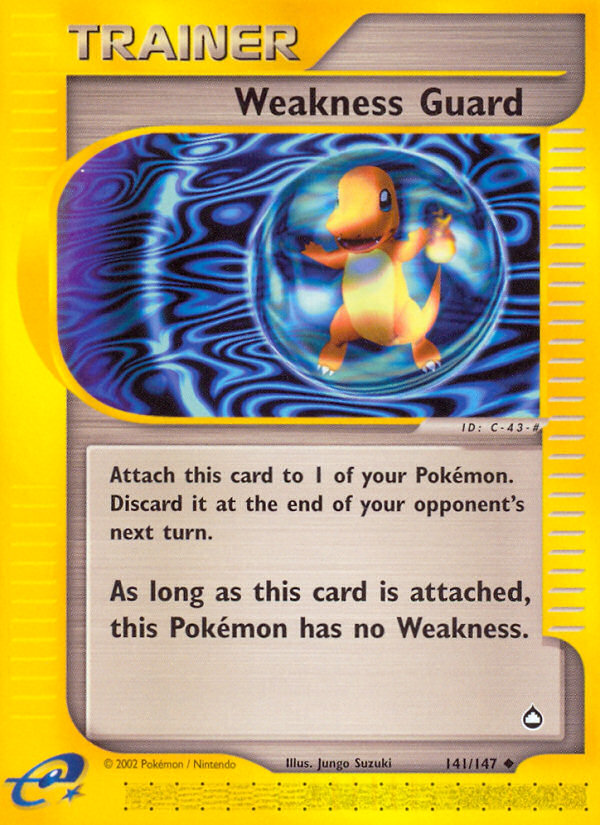 TRAINER
Weakness Guard
ID: C-43-#
Attach this card to 1 of your Pokémon.
Discard it at the end of your opponent's
next turn.
As long as this card is attached,
this Pokémon has no Weakness.
© 2002 Pokémon / Nintendo
Illus. Jungo Suzuki
141/147 ◆
e